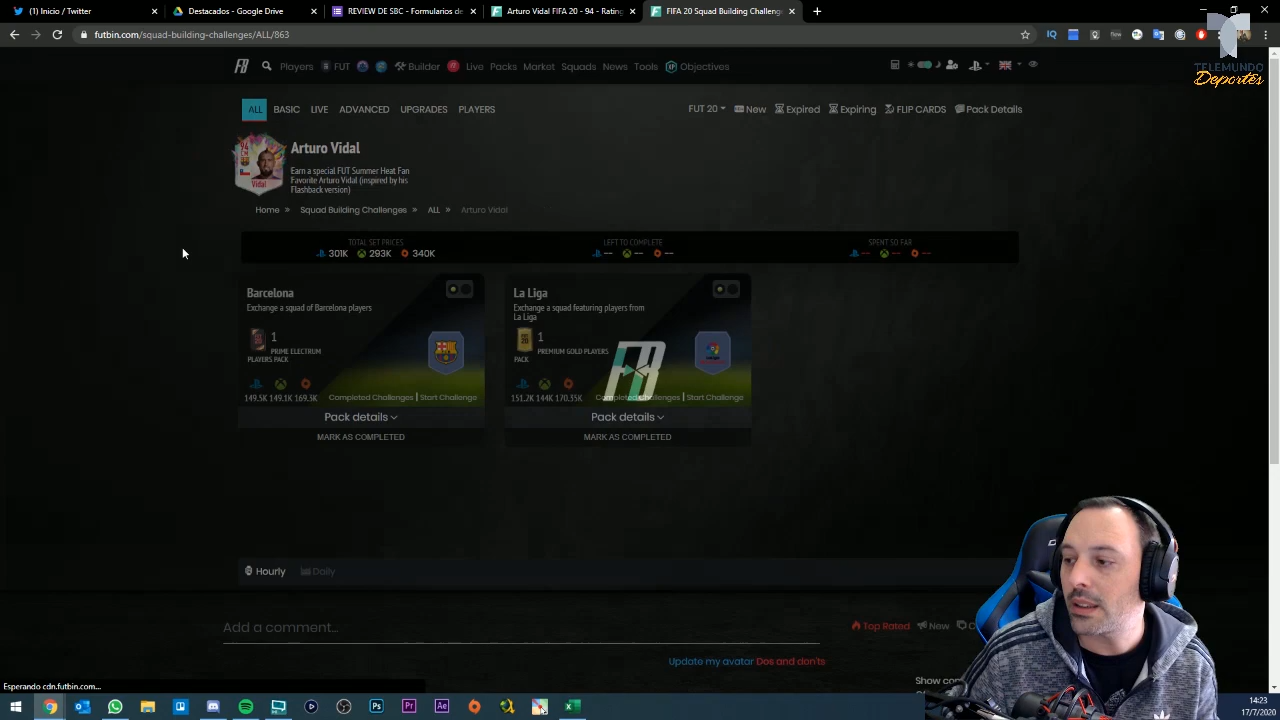 (1) Inicio / Twitter
Destacados - Google Drive
REVIEW DE SBC - Formularios de
Arturo Vidal FIFA 20 - 94 - Rating
FIFA 20 Squad Building Challenge
futbin.com/squad-building-challenges/ALL/863
TELEMUNDO
Deportes
Players FUT Builder Live Packs Market Squads News Tools Objectives
ALL BASIC LIVE ADVANCED UPGRADES PLAYERS
FUT 20 New Expired Expiring FLIP CARDS Pack Details
94
CM
Vidal
Arturo Vidal
Earn a special FUT Summer Heat Fan
Favorite Arturo Vidal (inspired by his
Flashback version)
Home » Squad Building Challenges » ALL » Arturo Vidal
TOTAL SET PRICES
301K 293K 340K
LEFT TO COMPLETE
-- -- --
SPENT SO FAR
-- -- --
Barcelona
Exchange a squad of Barcelona players
1
PRIME ELECTRUM
PLAYERS PACK
149.5K 149.1K 169.3K
Completed Challenges | Start Challenge
Pack details
MARK AS COMPLETED
La Liga
Exchange a squad featuring players from
La Liga
1
PREMIUM GOLD PLAYERS
PACK
151.2K 144K 170.35K
Completed Challenges | Start Challenge
Pack details
MARK AS COMPLETED
Hourly Daily
Add a comment...
Top Rated New
Update my avatar Dos and don'ts
Show
Esperando cdn.futbin.com...
14:23
17/7/2020